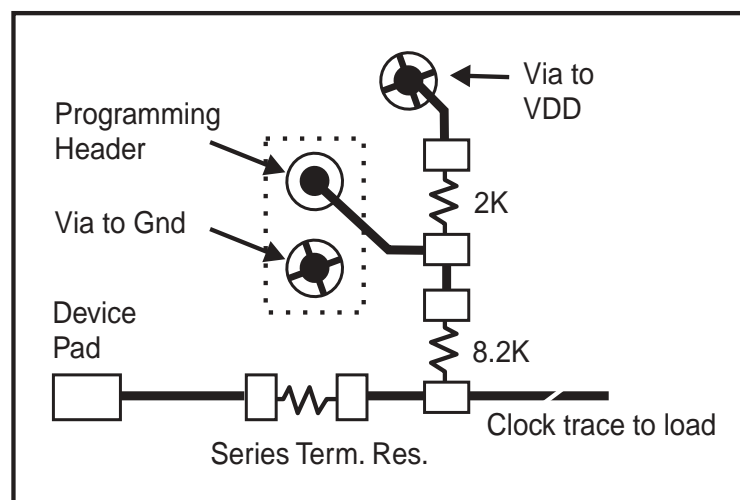 Via to
VDD
Programming
Header
2K
Via to Gnd
Device
Pad
8.2K
Clock trace to load
Series Term. Res.